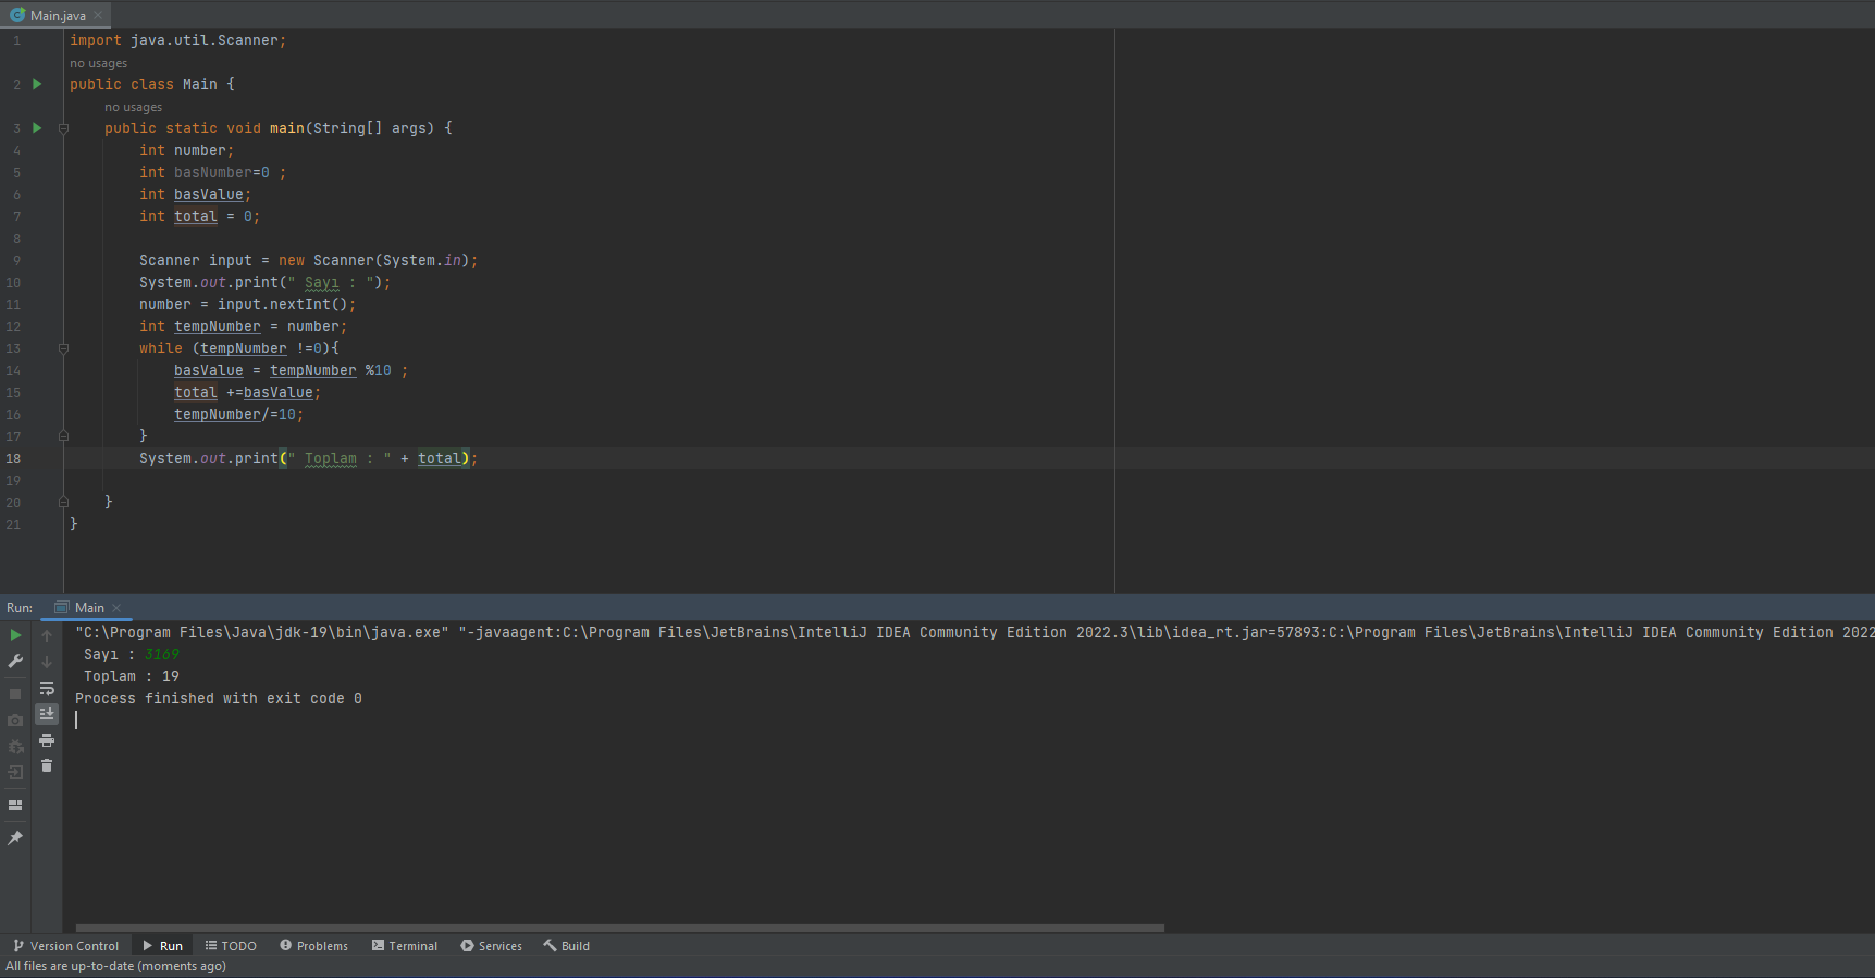 Main.java
1 import java.util.Scanner;
no usages
2 public class Main {
no usages
3 public static void main(String[] args) {
4 int number;
5 int basNumber=0 ;
6 int basValue;
7 int total = 0;
8
9 Scanner input = new Scanner(System.in);
10 System.out.print(" Sayı : ");
11 number = input.nextInt();
12 int tempNumber = number;
13 while (tempNumber !=0){
14 basValue = tempNumber %10 ;
15 total +=basValue;
16 tempNumber/=10;
17 }
18 System.out.print(" Toplam : " + total);
19
20 }
21 }
Run: Main
"C:\Program Files\Java\jdk-19\bin\java.exe" "-javaagent:C:\Program Files\JetBrains\IntelliJ IDEA Community Edition 2022.3\lib\idea_rt.jar=57893:C:\Program Files\JetBrains\IntelliJ IDEA Community Edition 2022
Sayı : 3169
Toplam : 19
Process finished with exit code 0
Version Control Run TODO Problems Terminal Services Build
All files are up-to-date (moments ago)